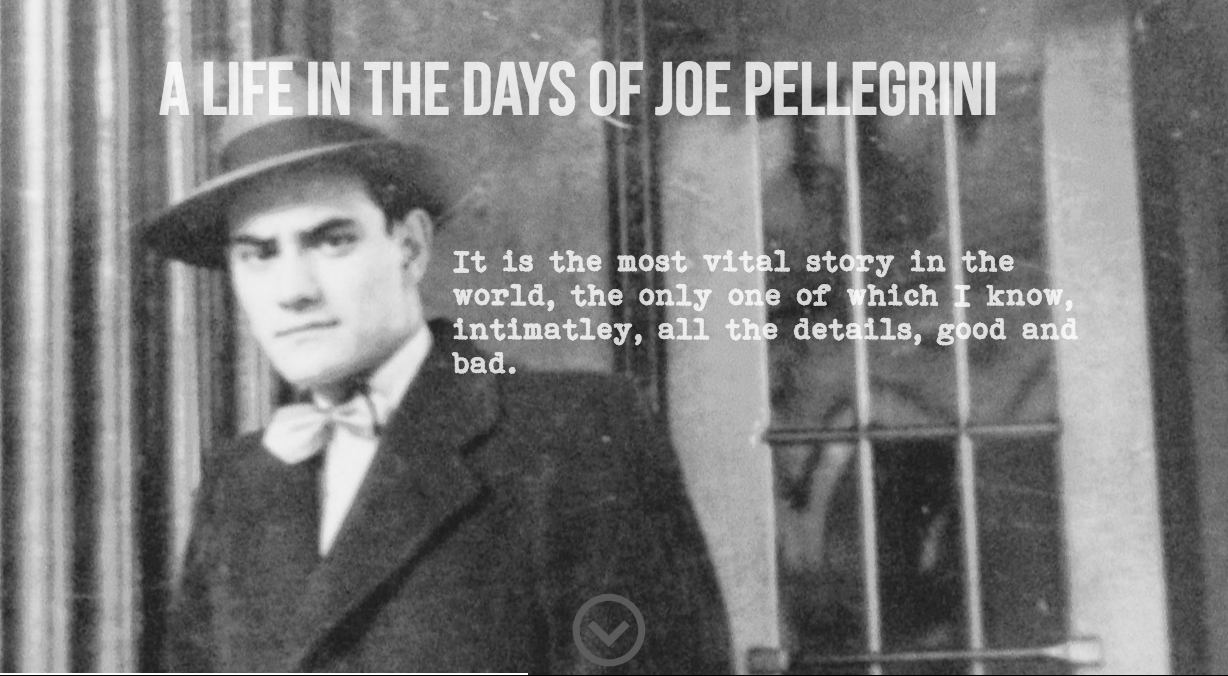 A LIFE IN THE DAYS OF JOE PELLEGRINI
It is the most vital story in the
world, the only one of which I know,
intimatley, all the details, good and
bad.